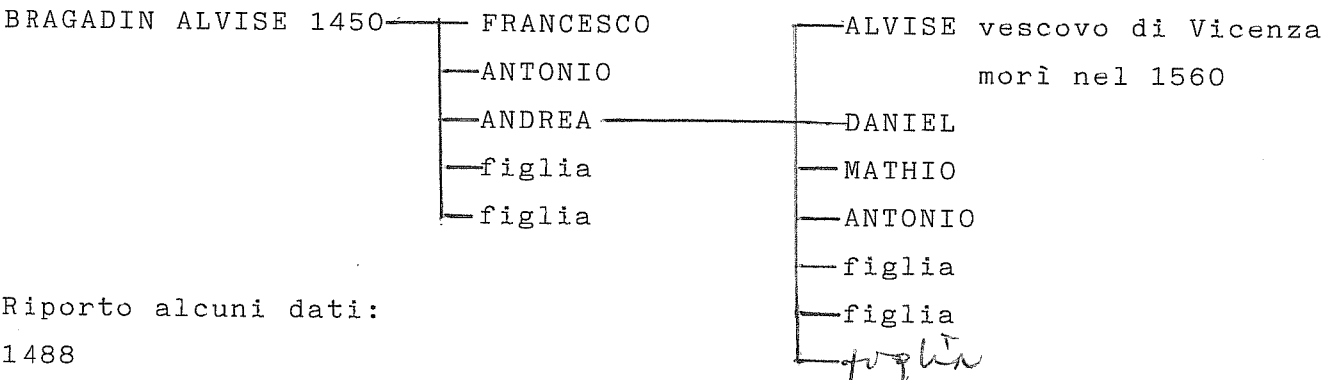 BRAGADIN ALVISE 1450 FRANCESCO ALVISE vescovo di Vicenza
ANTONIO morì nel 1560
ANDREA DANIEL
figlia MATHIO
figlia ANTONIO
figlia
Riporto alcuni dati: figlia
1488 figlia